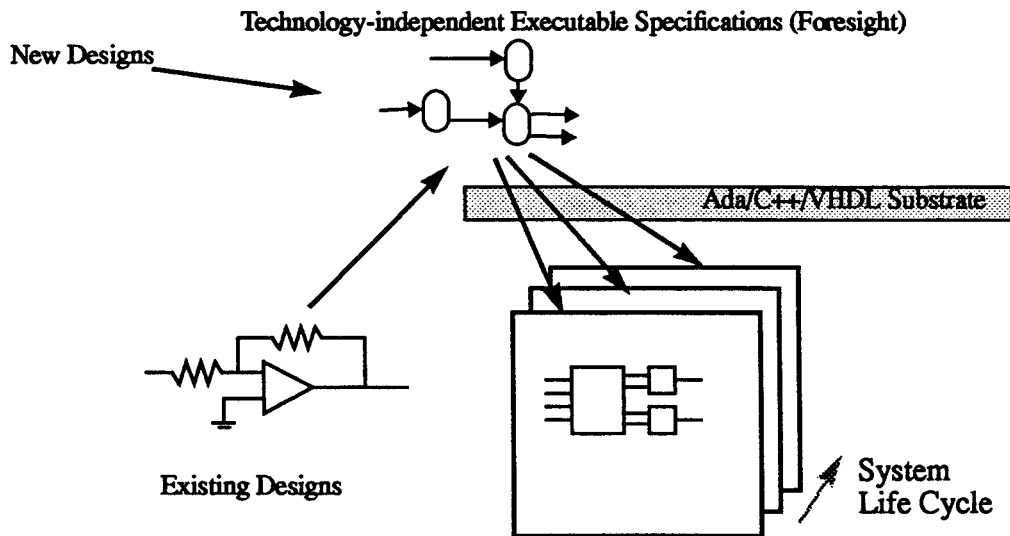 Technology-independent Executable Specifications (Foresight)
New Designs
Ada/C++/VHDL Substrate
Existing Designs
System
Life Cycle